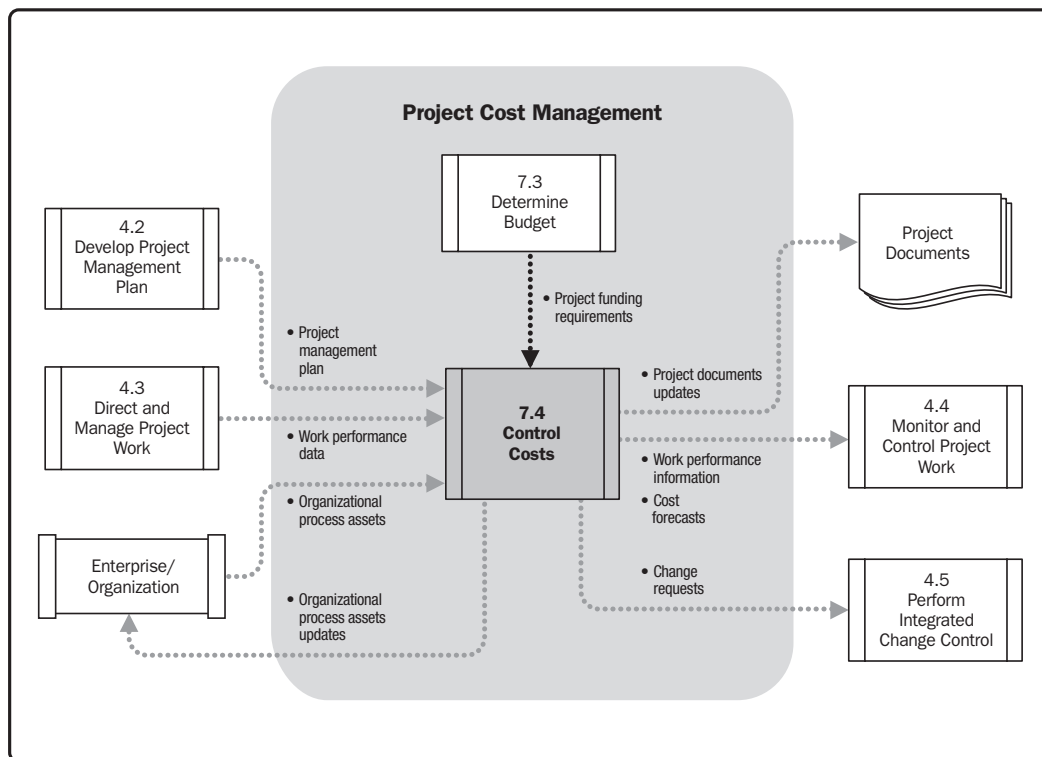 Project Cost Management
7.3
Determine
Budget
4.2
Develop Project
Management
Plan
Project
Documents
• Project funding
requirements
• Project
management
plan
4.3
Direct and
Manage Project
Work
7.4
Control
Costs
• Project documents
updates
4.4
Monitor and
Control Project
Work
• Work performance
data
• Work performance
information
• Cost
forecasts
• Organizational
process assets
Enterprise/
Organization
• Change
requests
4.5
Perform
Integrated
Change Control
• Organizational
process assets
updates